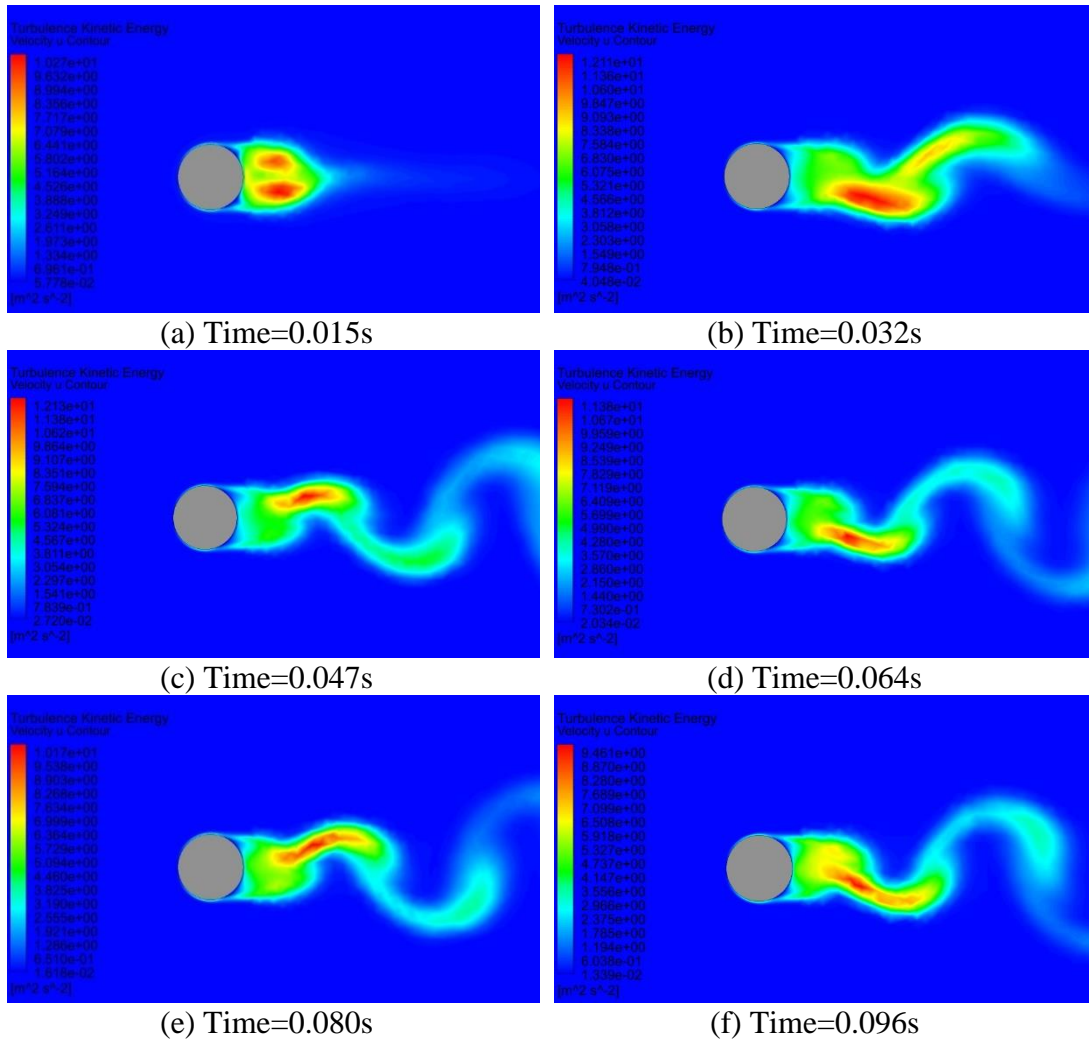 Turbulence Kinetic Energy
Velocity u Contour
1.027e+01
9.632e+00
8.994e+00
8.356e+00
7.717e+00
7.079e+00
6.441e+00
5.802e+00
5.164e+00
4.526e+00
3.888e+00
3.249e+00
2.611e+00
1.973e+00
1.334e+00
6.961e-01
5.778e-02
[m^2 s^-2]
(a) Time=0.015s
Turbulence Kinetic Energy
Velocity u Contour
1.211e+01
1.136e+01
1.060e+01
9.847e+00
9.093e+00
8.338e+00
7.584e+00
6.830e+00
6.075e+00
5.321e+00
4.566e+00
3.812e+00
3.058e+00
2.303e+00
1.549e+00
7.948e-01
4.048e-02
[m^2 s^-2]
(b) Time=0.032s
Turbulence Kinetic Energy
Velocity u Contour
1.213e+01
1.138e+01
1.062e+01
9.864e+00
9.107e+00
8.351e+00
7.594e+00
6.837e+00
6.081e+00
5.324e+00
4.567e+00
3.811e+00
3.054e+00
2.297e+00
1.541e+00
7.839e-01
2.720e-02
[m^2 s^-2]
(c) Time=0.047s
Turbulence Kinetic Energy
Velocity u Contour
1.138e+01
1.067e+01
9.959e+00
9.249e+00
8.539e+00
7.829e+00
7.119e+00
6.409e+00
5.699e+00
4.990e+00
4.280e+00
3.570e+00
2.860e+00
2.150e+00
1.440e+00
7.302e-01
2.034e-02
[m^2 s^-2]
(d) Time=0.064s
Turbulence Kinetic Energy
Velocity u Contour
1.017e+01
9.538e+00
8.903e+00
8.268e+00
7.634e+00
6.999e+00
6.364e+00
5.729e+00
5.094e+00
4.460e+00
3.825e+00
3.190e+00
2.555e+00
1.921e+00
1.286e+00
6.510e-01
1.618e-02
[m^2 s^-2]
(e) Time=0.080s
Turbulence Kinetic Energy
Velocity u Contour
9.461e+00
8.870e+00
8.280e+00
7.689e+00
7.099e+00
6.508e+00
5.918e+00
5.327e+00
4.737e+00
4.147e+00
3.556e+00
2.966e+00
2.375e+00
1.785e+00
1.194e+00
6.038e-01
1.339e-02
[m^2 s^-2]
(f) Time=0.096s